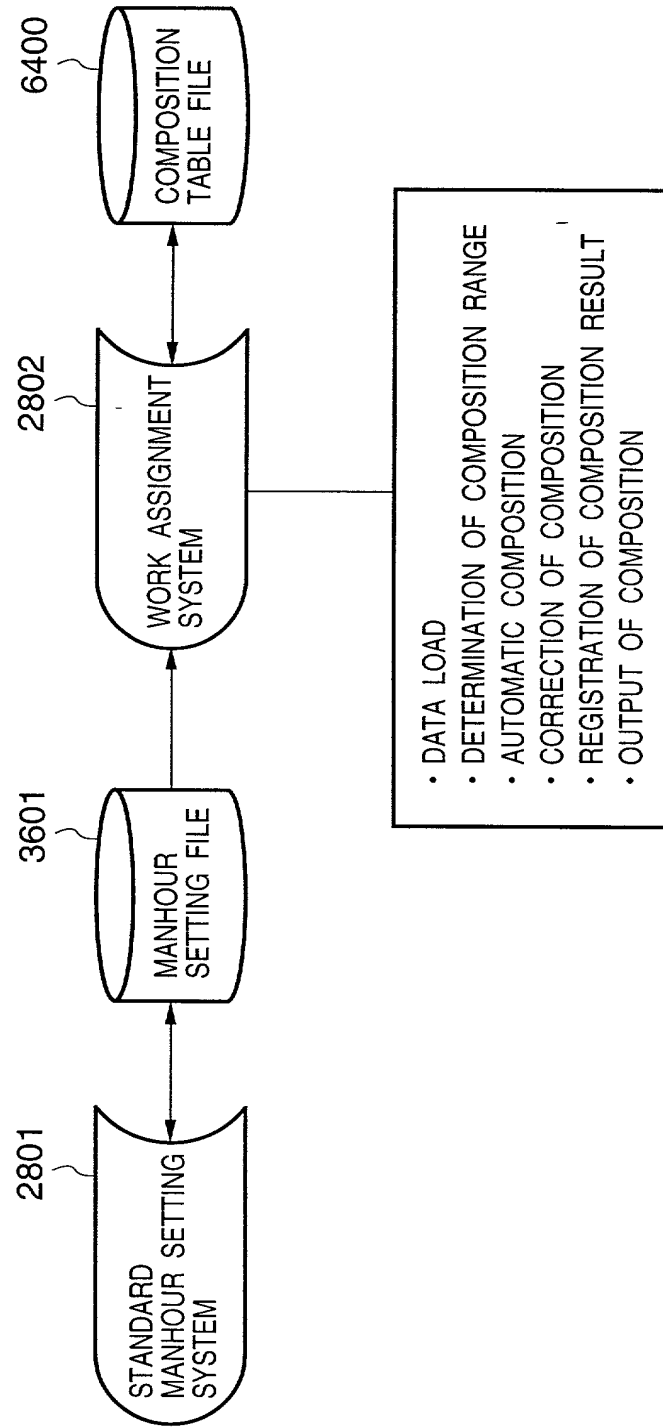 2801
STANDARD
MANHOUR SETTING
SYSTEM
3601
MANHOUR
SETTING FILE
2802
WORK ASSIGNMENT
SYSTEM
6400
COMPOSITION
TABLE FILE
· DATA LOAD
· DETERMINATION OF COMPOSITION RANGE
· AUTOMATIC COMPOSITION
· CORRECTION OF COMPOSITION
· REGISTRATION OF COMPOSITION RESULT
· OUTPUT OF COMPOSITION